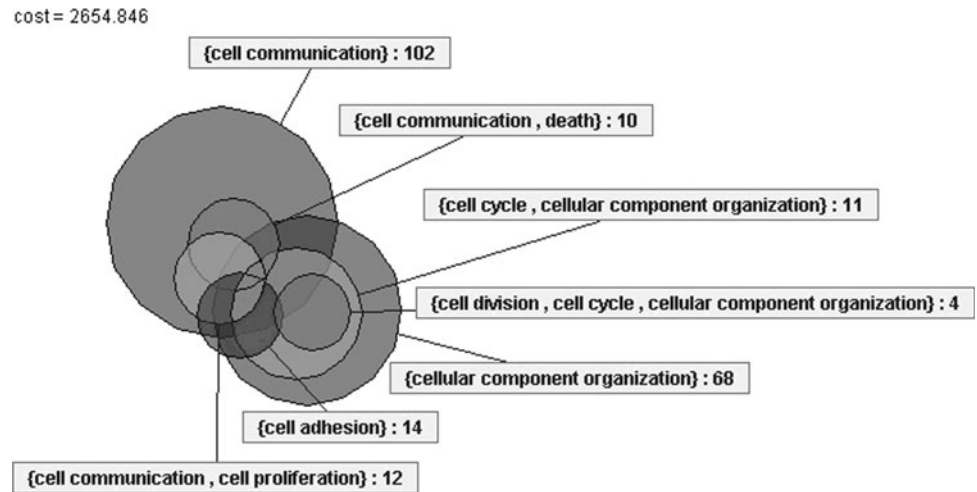 cost = 2654.846
{cell communication} : 102
{cell communication , death} : 10
{cell cycle , cellular component organization} : 11
{cell division , cell cycle , cellular component organization} : 4
{cellular component organization} : 68
{cell adhesion} : 14
{cell communication , cell proliferation} : 12